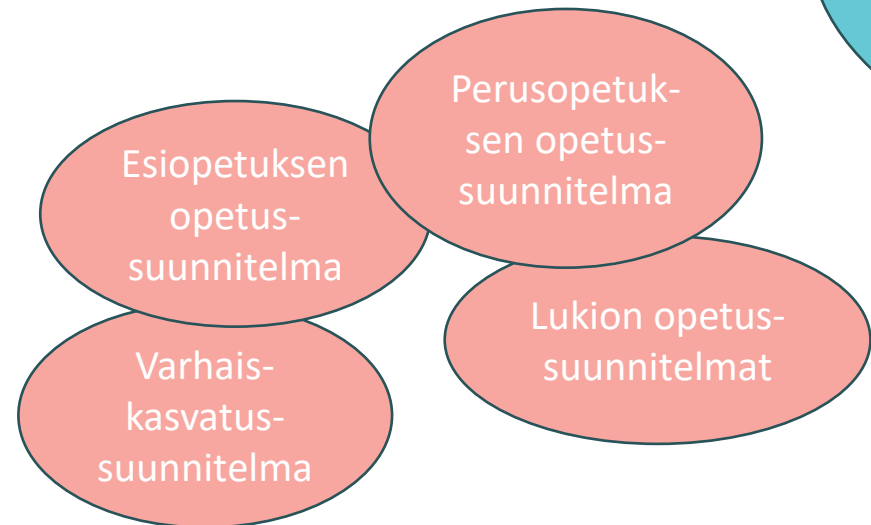 Perusopetuk-
sen opetus-
suunnitelma
Esiopetuksen
opetus-
suunnitelma
Lukion opetus-
suunnitelmat
Varhais-
kasvatus-
suunnitelma